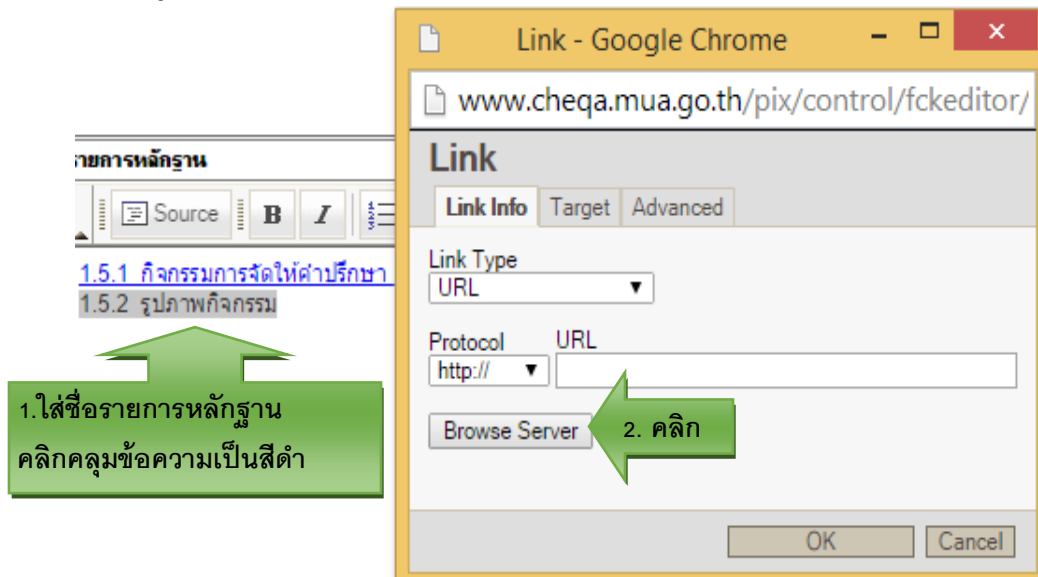 Link - Google Chrome
www.cheqa.mua.go.th/pix/control/fckeditor/
รายการหลักฐาน
Source
B
I
1.5.1 กิจกรรมการจัดให้คำปรึกษา
1.5.2 รูปภาพกิจกรรม
1.ใส่ชื่อรายการหลักฐาน
คลิกคลุมข้อความเป็นสีดำ
Link
Link Info Target Advanced
Link Type
URL
Protocol URL
http://
Browse Server
2. คลิก
OK Cancel